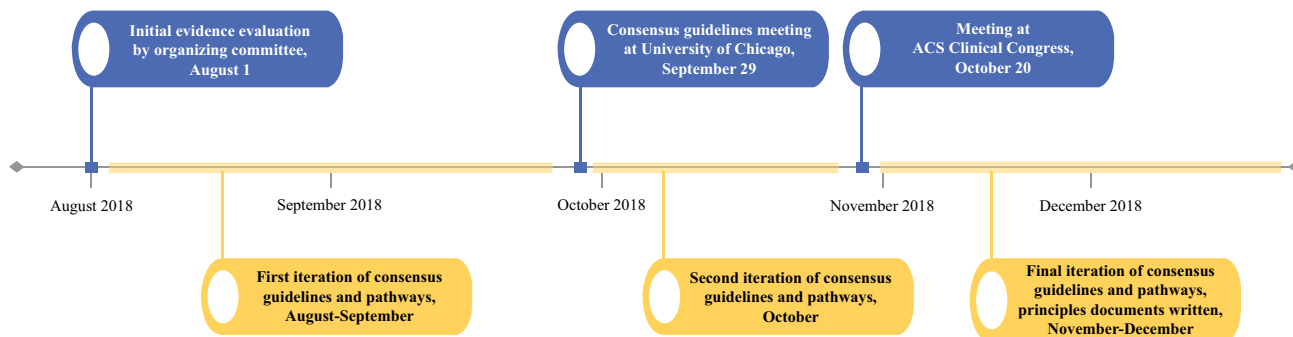 Initial evidence evaluation
by organizing committee,
August 1
Consensus guidelines meeting
at University of Chicago,
September 29
Meeting at
ACS Clinical Congress,
October 20
August 2018
September 2018
October 2018
November 2018
December 2018
First iteration of consensus
guidelines and pathways,
August-September
Second iteration of consensus
guidelines and pathways,
October
Final iteration of consensus
guidelines and pathways,
principles documents written,
November-December